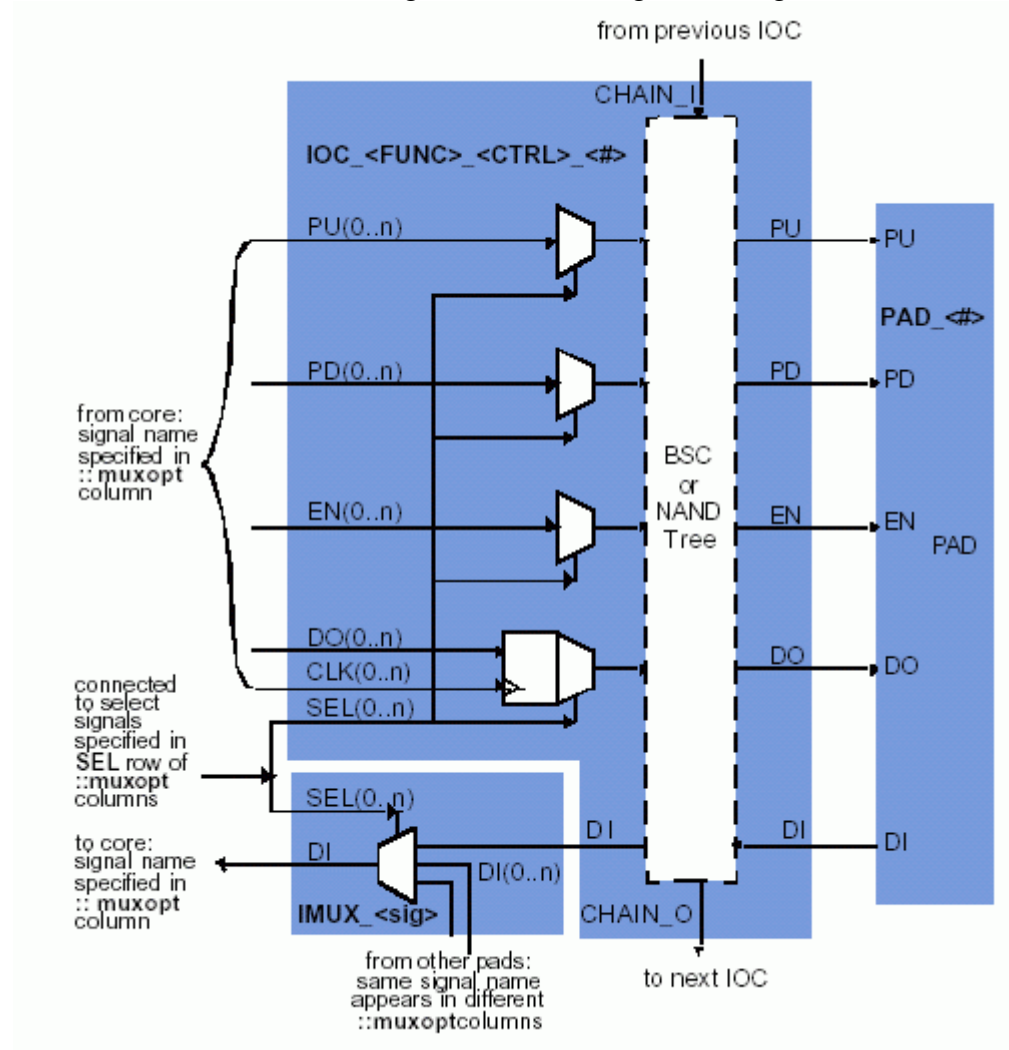 from previous IOC
CHAIN_I
IOC_<FUNC>_<CTRL>_<#>
PU(0..n)
PU
PU
PAD_<#>
PD(0..n)
PD
PD
from core:
signal name
specified in
::muxopt
column
BSC
or
NAND
Tree
EN(0..n)
EN
EN
PAD
DO(0..n)
DO
DO
CLK(0..n)
SEL(0..n)
connected
to select
signals
specified in
SEL row of
::muxopt
columns
SEL(0..n)
DI
DI
DI
to core:
signal name
specified in
:: muxopt
column
DI
DI(0..n)
IMUX_<sig>
CHAIN_O
from other pads:
same signal name
appears in different
::muxoptcolumns
to next IOC